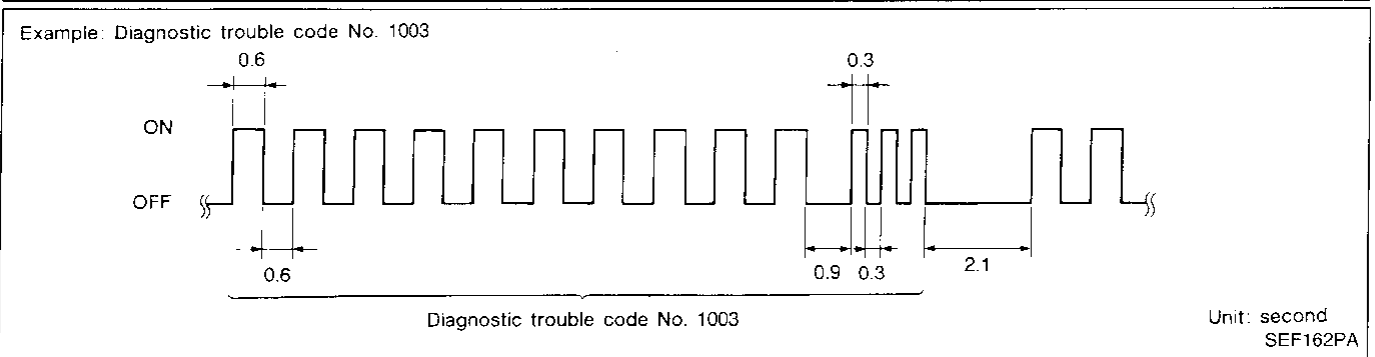 Example: Diagnostic trouble code No. 1003
0.6
0.3
ON
OFF
0.6
0.9
0.3
2.1
Diagnostic trouble code No. 1003
Unit: second
SEF162PA